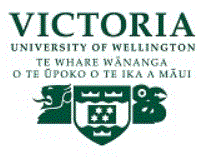 VICTORIA
UNIVERSITY OF WELLINGTON
TE WHARE WĀNANGA
O TE ŪPOKO O TE IKA A MĀUI